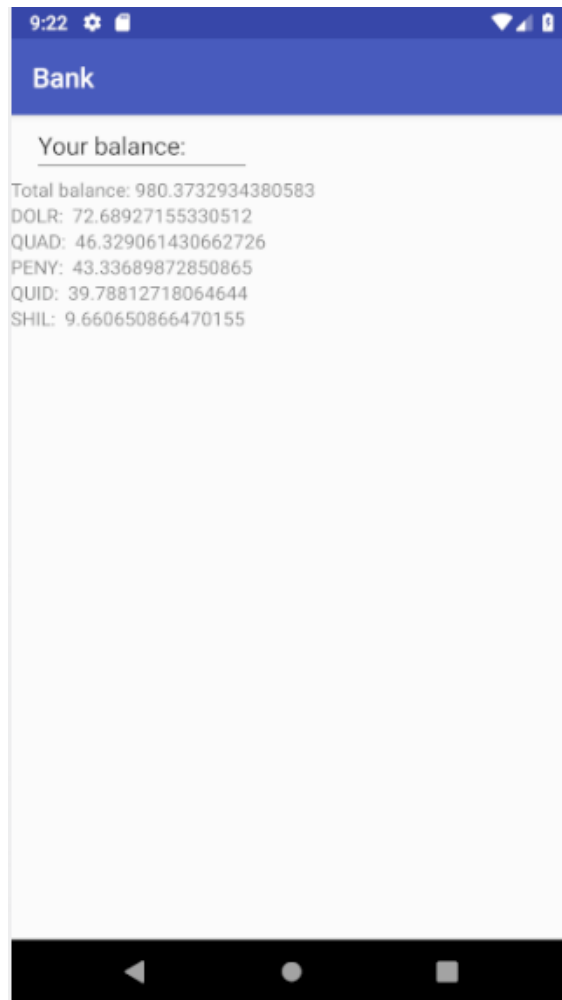 9:22
Bank
Your balance:
Total balance: 980.3732934380583
DOLR: 72.68927155330512
QUAD: 46.329061430662726
PENY: 43.33689872850865
QUID: 39.78812718064644
SHIL: 9.660650866470155